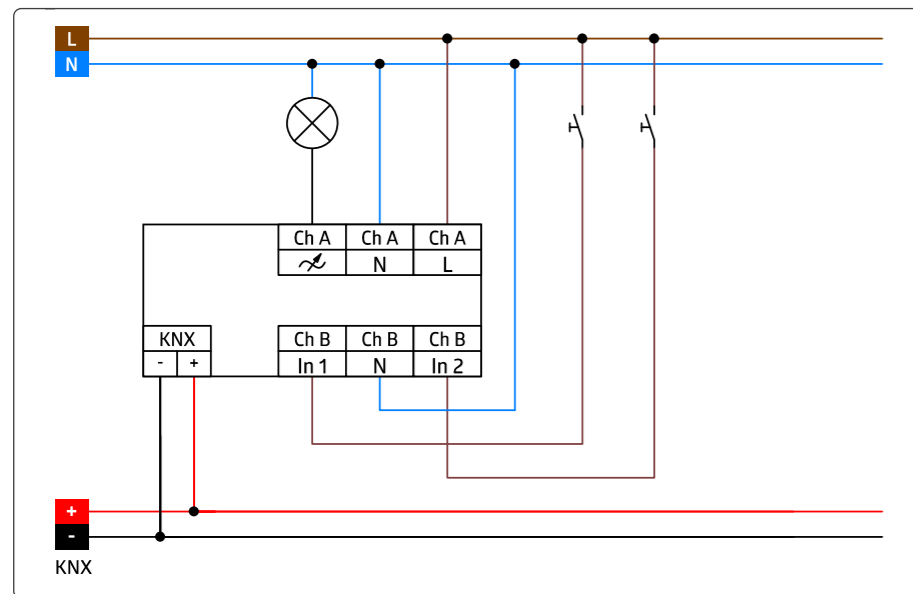 L
N
Ch A Ch A Ch A
N L
KNX
- +
Ch B Ch B Ch B
In 1 N In 2
+
-
KNX